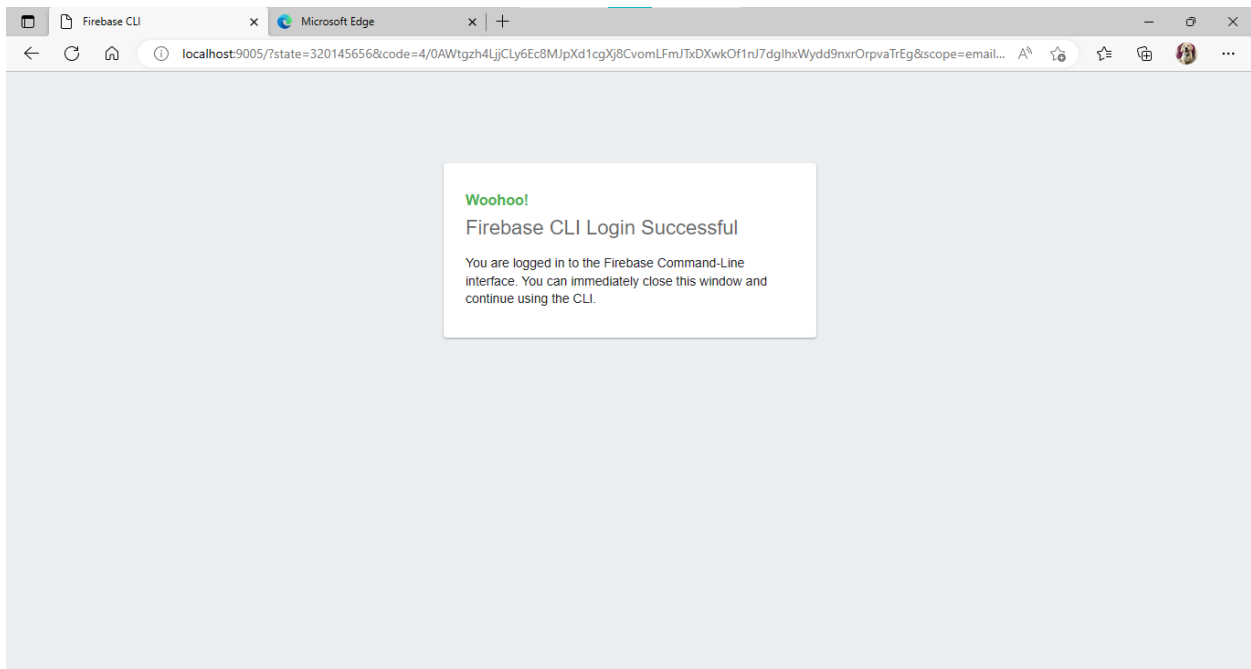 Firebase CLI
Microsoft Edge
localhost:9005/?state=320145656&code=4/0AWtgzh4LjjCLy6Ec8MJpXd1cgXj8CvomLFmJTxDXwkOf1nJ7dgIhxWydd9nxrOrpvaTrEg&scope=email...
Woohoo!
Firebase CLI Login Successful
You are logged in to the Firebase Command-Line
interface. You can immediately close this window and
continue using the CLI.